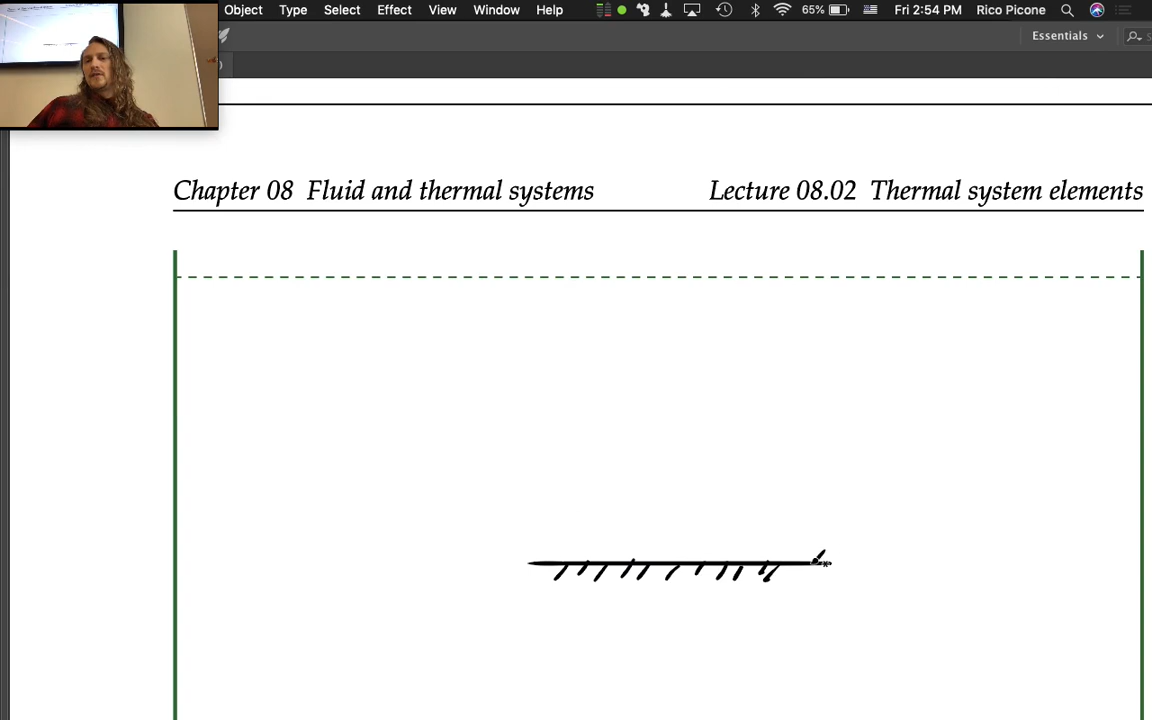 Object Type Select Effect View Window Help 65% Fri 2:54 PM Rico Picone
Essentials
Chapter 08 Fluid and thermal systems Lecture 08.02 Thermal system elements